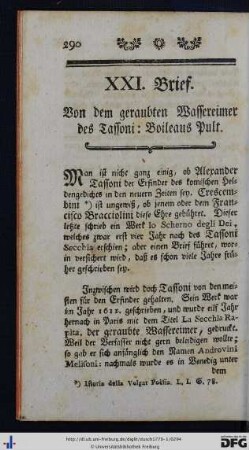 290
XXI. Brief.
Von dem geraubten Wassereimer
des Tassoni: Boileaus Pult.
Man ist nicht ganz einig, ob Alexander
Tassoni der Erfinder des komischen Hel-
dengedichtes in den neuern Zeiten sey. Crescem-
bini *) ist ungewiß, ob jenem oder dem Fran-
cisco Bracciolini diese Ehre gebühret. Dieser
letzte schrieb ein Werk lo Scherno degli Dei,
welches zwar erst vier Jahr nach des Tassoni
Secchia erschien; aber einen Brief führet, wor-
in versichert wird, daß es schon viele Jahre frü-
her geschrieben sey.
Inzwischen wird doch Tassoni von den mei-
sten für den Erfinder gehalten. Sein Werk war
im Jahr 1611. geschrieben, und wurde eilf Jahr
hernach in Paris mit dem Titel La Secchia Ra-
pita, der geraubte Wassereimer, gedruckt.
Weil der Verfasser nicht gern beleidigen wollte;
so gab er sich anfänglich den Namen Androvini
Melisoni: nachmals wurde es in Venedig unter
dem
*) Istoria della Volgar Poesia. L. I. S. 78.